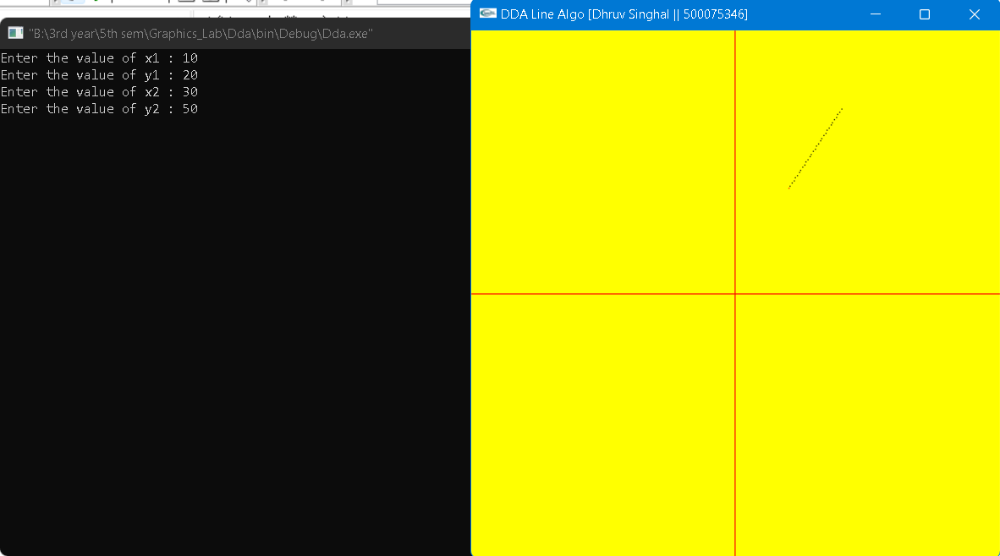 "B:\3rd year\5th sem\Graphics_Lab\Dda\bin\Debug\Dda.exe"
Enter the value of x1 : 10
Enter the value of y1 : 20
Enter the value of x2 : 30
Enter the value of y2 : 50
DDA Line Algo [Dhruv Singhal || 500075346]